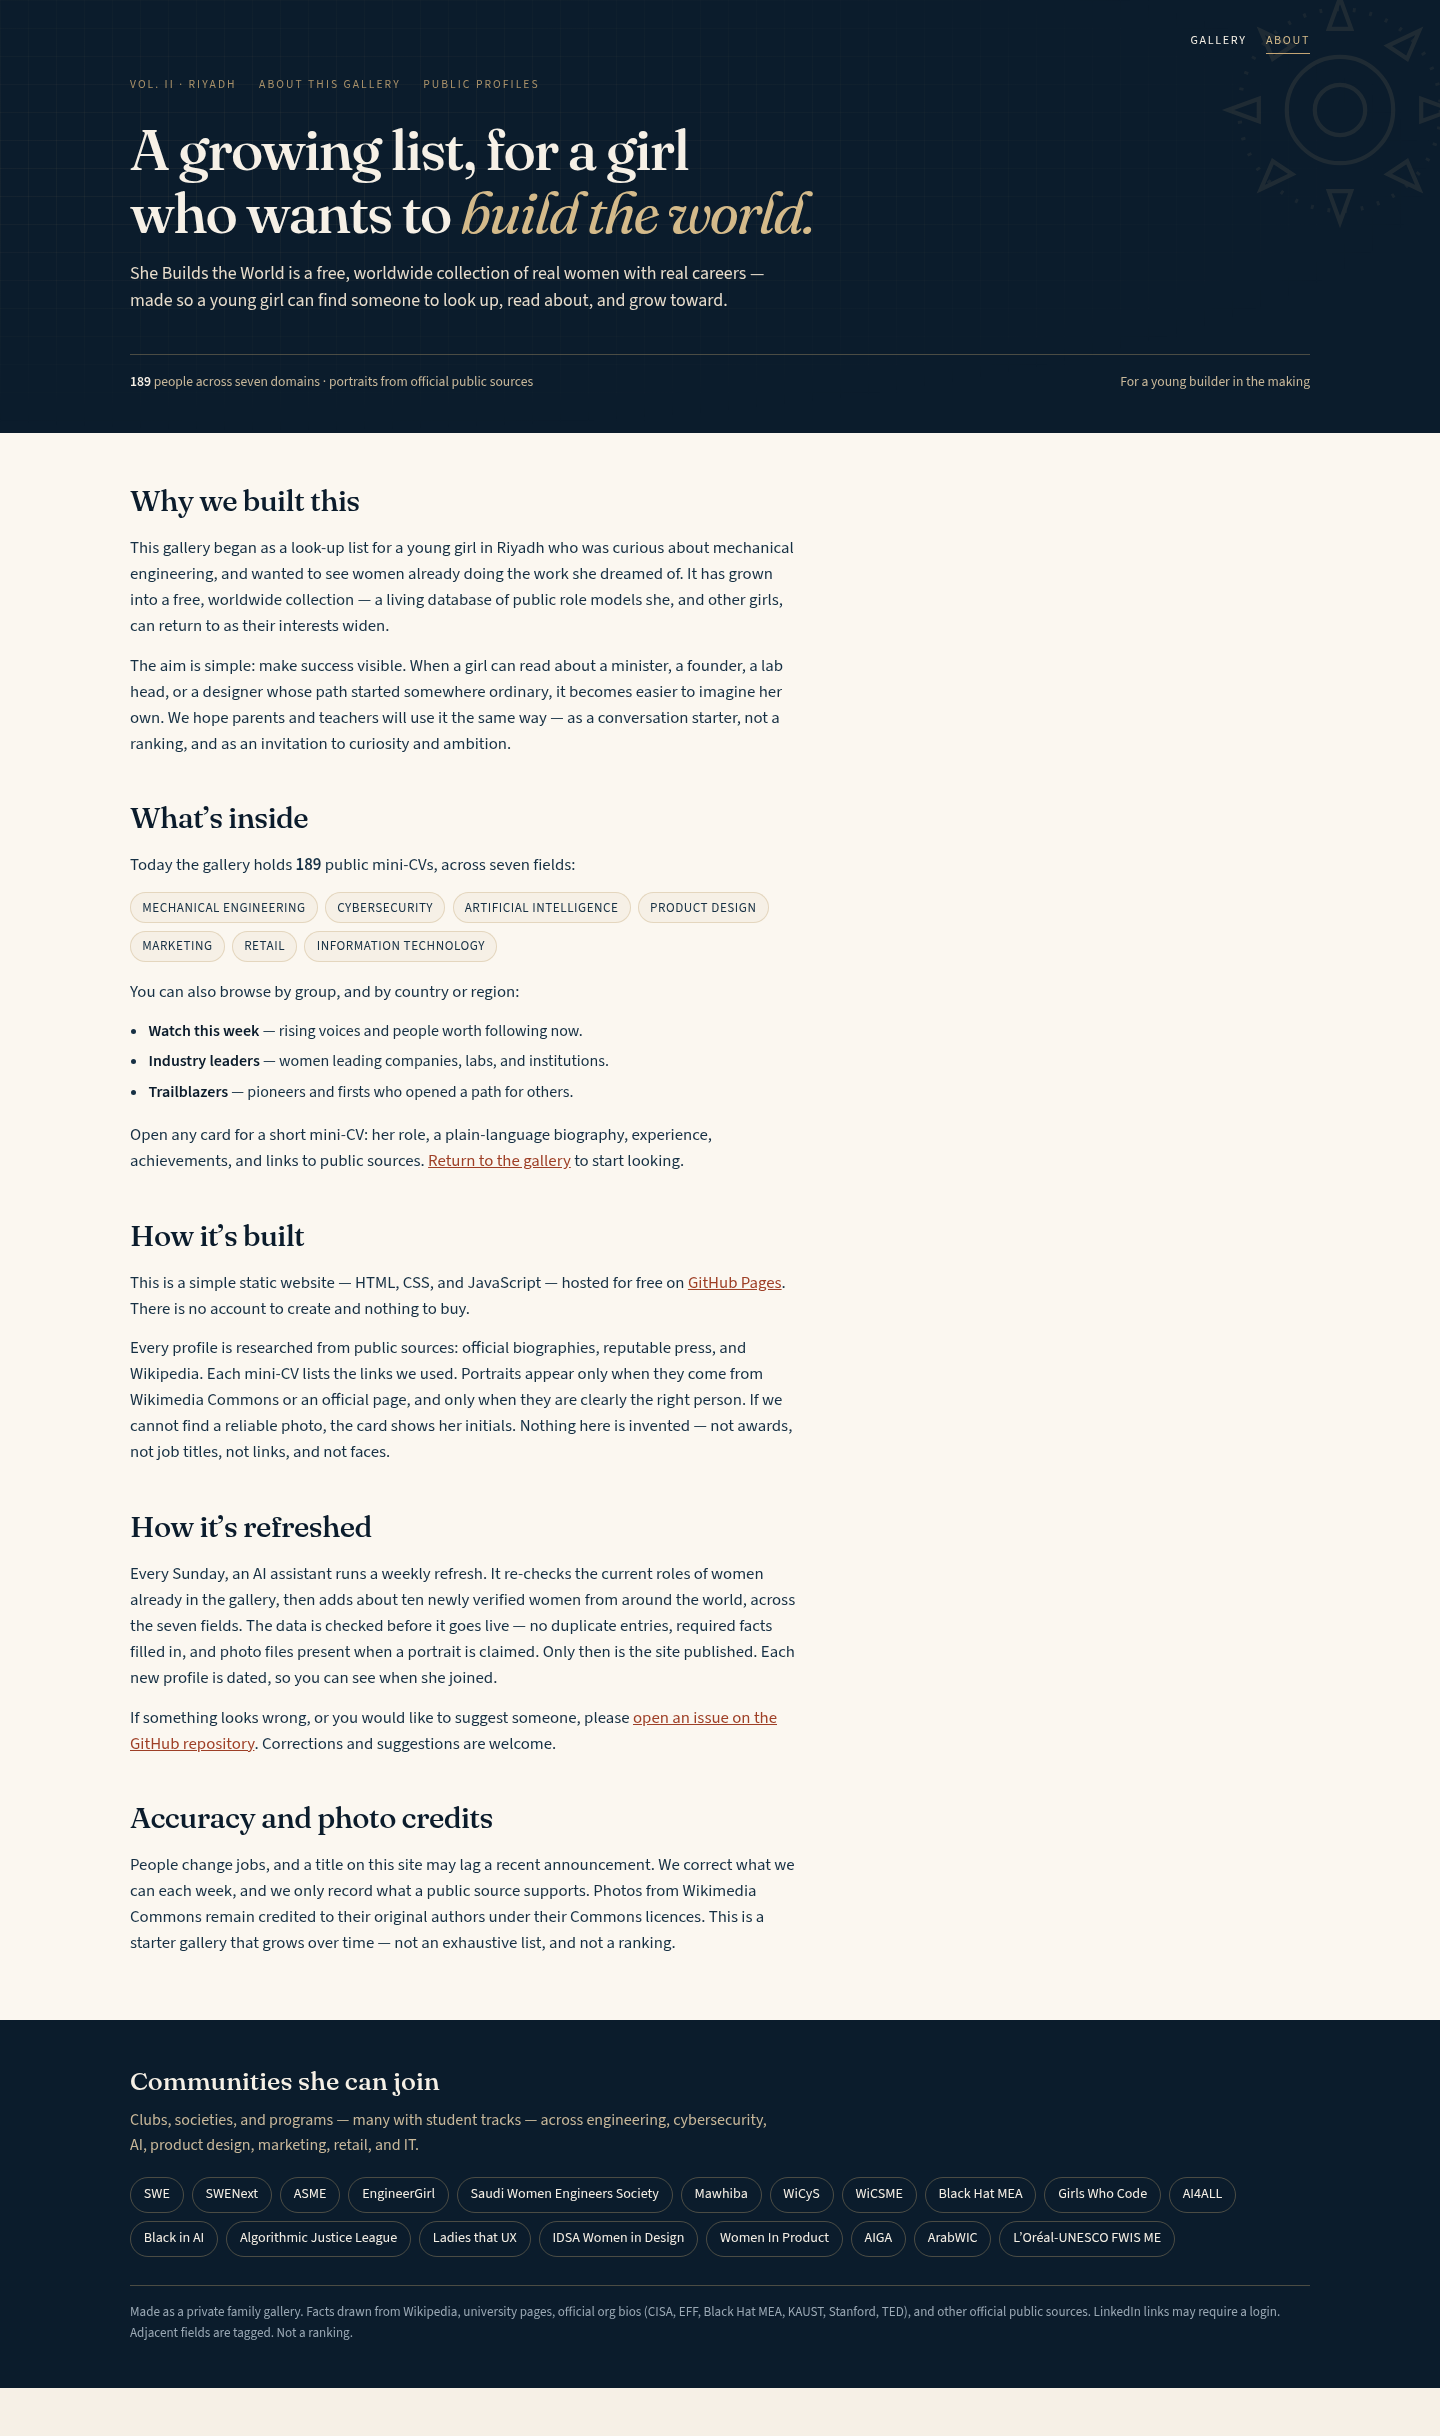 GALLERY ABOUT
VOL. II · RIYADH ABOUT THIS GALLERY PUBLIC PROFILES
A growing list, for a girl
who wants to build the world.
She Builds the World is a free, worldwide collection of real women with real careers —
made so a young girl can find someone to look up, read about, and grow toward.
189 people across seven domains · portraits from official public sources
For a young builder in the making
Why we built this
This gallery began as a look-up list for a young girl in Riyadh who was curious about mechanical
engineering, and wanted to see women already doing the work she dreamed of. It has grown
into a free, worldwide collection — a living database of public role models she, and other girls,
can return to as their interests widen.
The aim is simple: make success visible. When a girl can read about a minister, a founder, a lab
head, or a designer whose path started somewhere ordinary, it becomes easier to imagine her
own. We hope parents and teachers will use it the same way — as a conversation starter, not a
ranking, and as an invitation to curiosity and ambition.
What’s inside
Today the gallery holds 189 public mini-CVs, across seven fields:
MECHANICAL ENGINEERING CYBERSECURITY ARTIFICIAL INTELLIGENCE PRODUCT DESIGN
MARKETING RETAIL INFORMATION TECHNOLOGY
You can also browse by group, and by country or region:
• Watch this week — rising voices and people worth following now.
• Industry leaders — women leading companies, labs, and institutions.
• Trailblazers — pioneers and firsts who opened a path for others.
Open any card for a short mini-CV: her role, a plain-language biography, experience,
achievements, and links to public sources. Return to the gallery to start looking.
How it’s built
This is a simple static website — HTML, CSS, and JavaScript — hosted for free on GitHub Pages.
There is no account to create and nothing to buy.
Every profile is researched from public sources: official biographies, reputable press, and
Wikipedia. Each mini-CV lists the links we used. Portraits appear only when they come from
Wikimedia Commons or an official page, and only when they are clearly the right person. If we
cannot find a reliable photo, the card shows her initials. Nothing here is invented — not awards,
not job titles, not links, and not faces.
How it’s refreshed
Every Sunday, an AI assistant runs a weekly refresh. It re-checks the current roles of women
already in the gallery, then adds about ten newly verified women from around the world, across
the seven fields. The data is checked before it goes live — no duplicate entries, required facts
filled in, and photo files present when a portrait is claimed. Only then is the site published. Each
new profile is dated, so you can see when she joined.
If something looks wrong, or you would like to suggest someone, please open an issue on the
GitHub repository. Corrections and suggestions are welcome.
Accuracy and photo credits
People change jobs, and a title on this site may lag a recent announcement. We correct what we
can each week, and we only record what a public source supports. Photos from Wikimedia
Commons remain credited to their original authors under their Commons licences. This is a
starter gallery that grows over time — not an exhaustive list, and not a ranking.
Communities she can join
Clubs, societies, and programs — many with student tracks — across engineering, cybersecurity,
AI, product design, marketing, retail, and IT.
SWE SWENext ASME EngineerGirl Saudi Women Engineers Society Mawhiba WiCyS WiCSME Black Hat MEA Girls Who Code AI4ALL
Black in AI Algorithmic Justice League Ladies that UX IDSA Women in Design Women In Product AIGA ArabWIC L’Oréal-UNESCO FWIS ME
Made as a private family gallery. Facts drawn from Wikipedia, university pages, official org bios (CISA, EFF, Black Hat MEA, KAUST, Stanford, TED), and other official public sources. LinkedIn links may require a login.
Adjacent fields are tagged. Not a ranking.